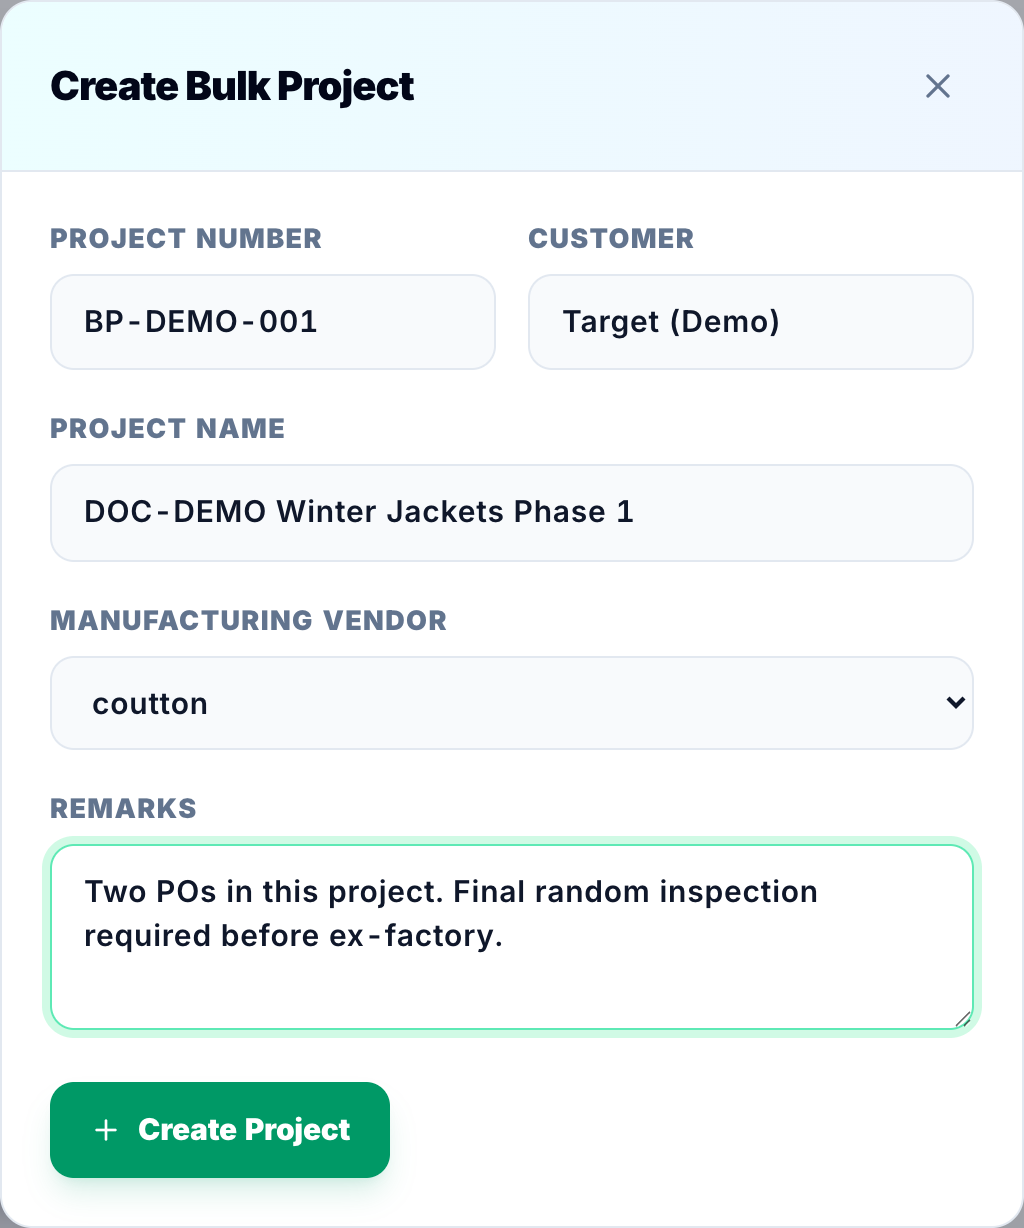 Create Bulk Project
PROJECT NUMBER
CUSTOMER
BP-DEMO-001
Target (Demo)
PROJECT NAME
DOC-DEMO Winter Jackets Phase 1
MANUFACTURING VENDOR
coutton
REMARKS
Two POs in this project. Final random inspection
required before ex-factory.
Create Project